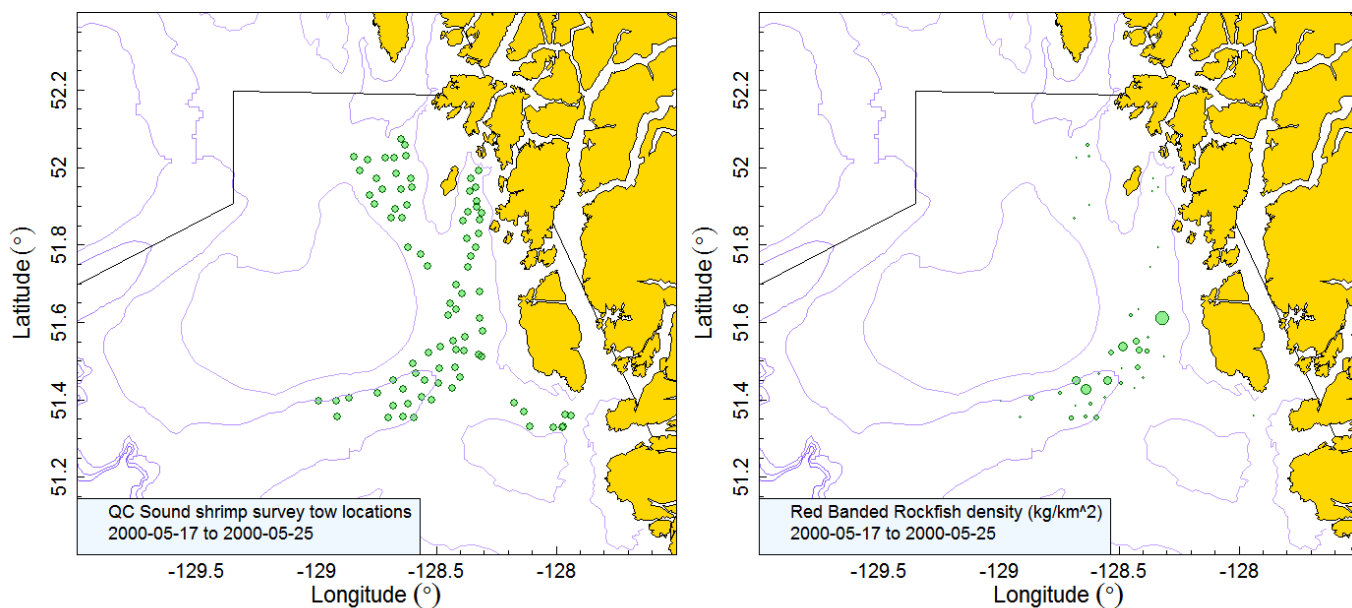 52.2
52
51.8
51.6
51.4
51.2
Latitude (°)
QC Sound shrimp survey tow locations
2000-05-17 to 2000-05-25
-129.5
-129
-128.5
-128
Longitude (°)
52.2
52
51.8
51.6
51.4
51.2
Latitude (°)
Red Banded Rockfish density (kg/km^2)
2000-05-17 to 2000-05-25
-129.5
-129
-128.5
-128
Longitude (°)